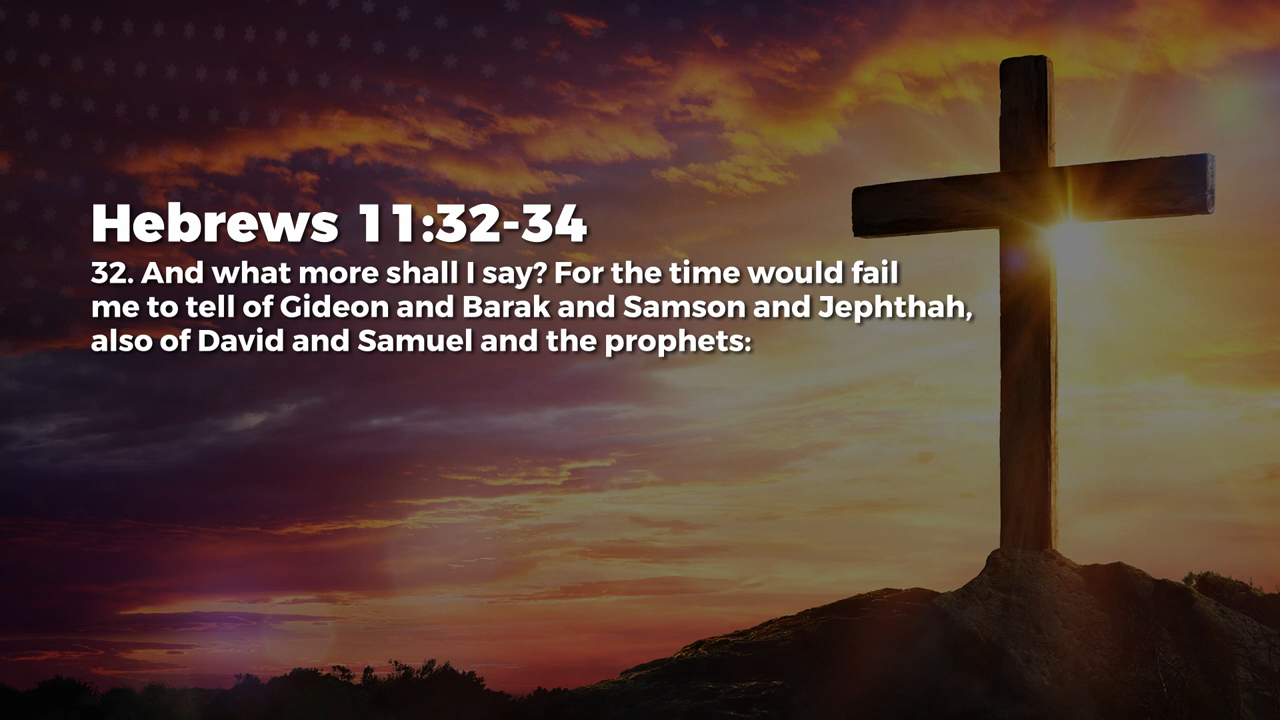 Hebrews 11:32-34
32. And what more shall I say? For the time would fail
me to tell of Gideon and Barak and Samson and Jephthah,
also of David and Samuel and the prophets: